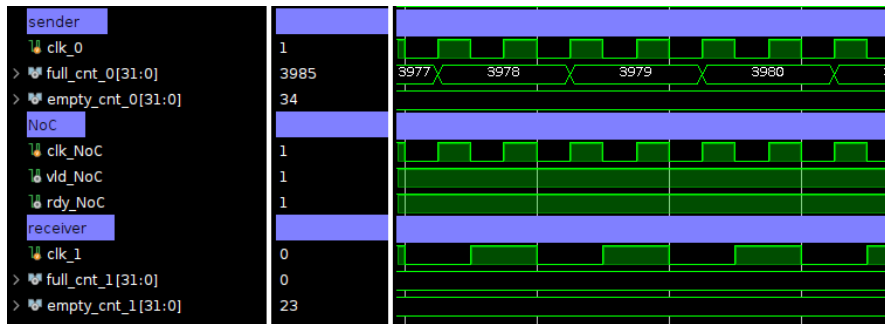 sender
clk_0 1
full_cnt_0[31:0] 3985 3977 3978 3979 3980
empty_cnt_0[31:0] 34
NoC
clk_NoC 1
vld_NoC 1
rdy_NoC 1
receiver
clk_1 0
full_cnt_1[31:0] 0
empty_cnt_1[31:0] 23